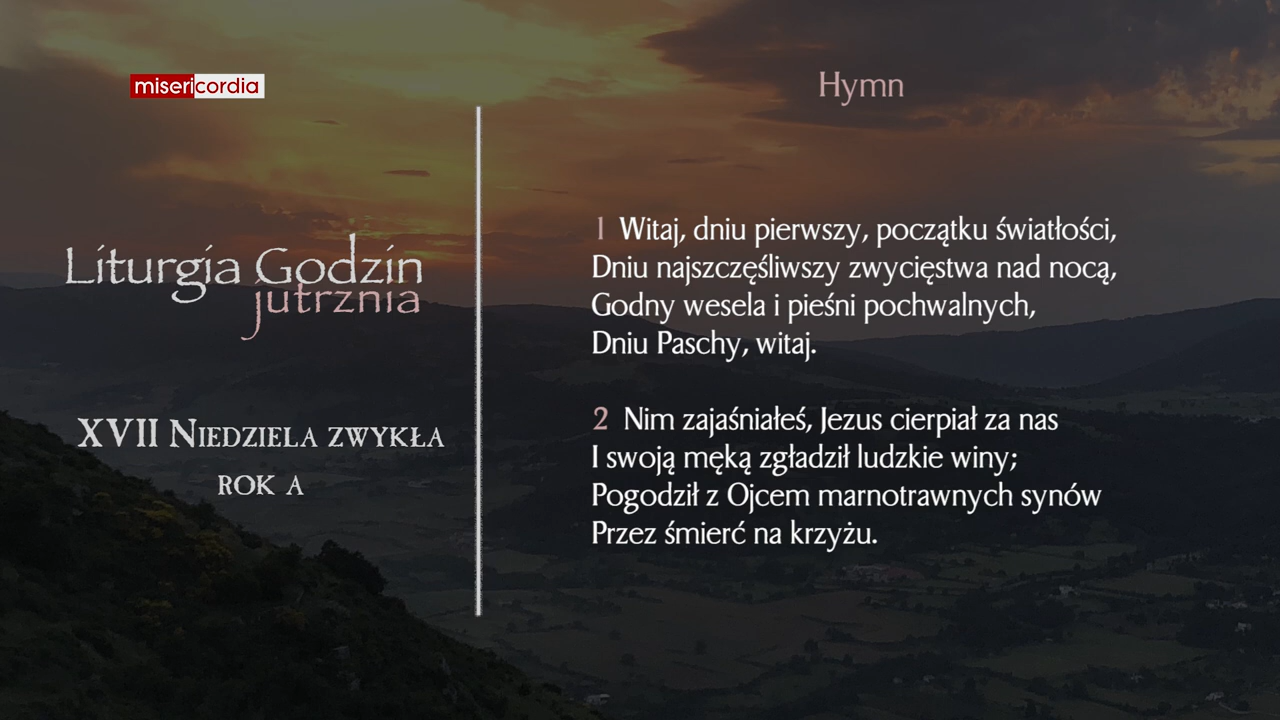 misericordia
Liturgia Godzin
jutrznia
XVII Niedziela zwykła
rok A
Hymn
1 Witaj, dniu pierwszy, początku światłości,
Dniu najszczęśliwszy zwycięstwa nad nocą,
Godny wesela i pieśni pochwalnych,
Dniu Paschy, witaj.
2 Nim zajaśniałeś, Jezus cierpiał za nas
I swoją męką zgładził ludzkie winy;
Pogodził z Ojcem marnotrawnych synów
Przez śmierć na krzyżu.